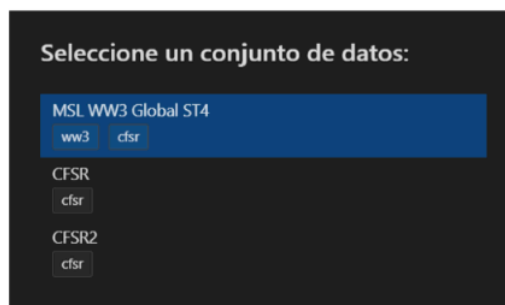 Seleccione un conjunto de datos:
MSL WW3 Global ST4
ww3 cfsr
CFSR
cfsr
CFSR2
cfsr